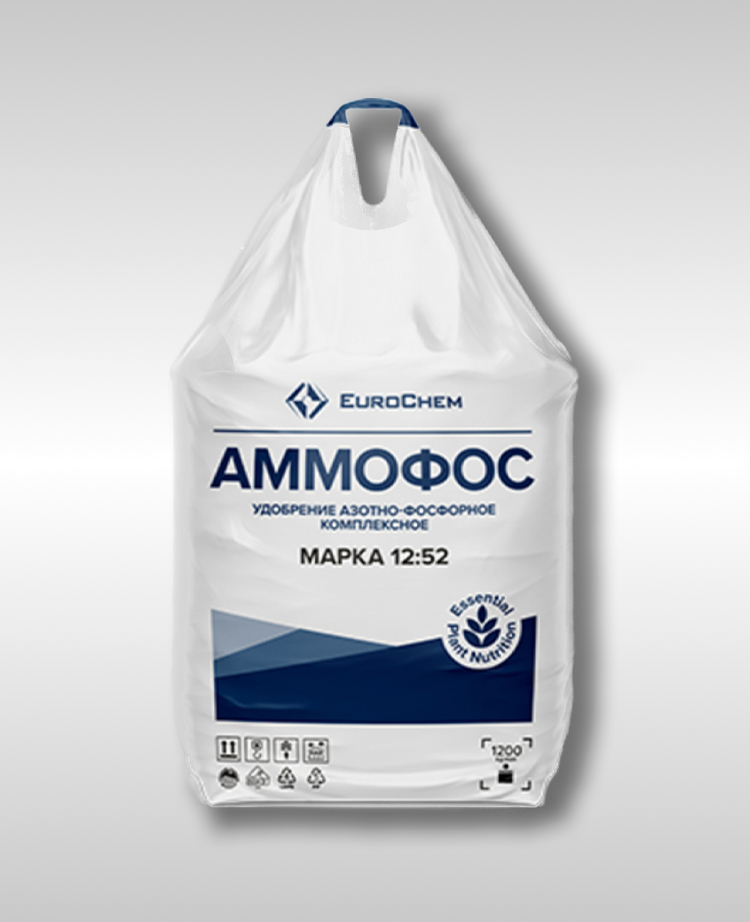 EUROCHEM
АММОФОС
УДОБРЕНИЕ АЗОТНО-ФОСФОРНОЕ
КОМПЛЕКСНОЕ
МАРКА 12:52
Essential
Plant Nutrition
1200